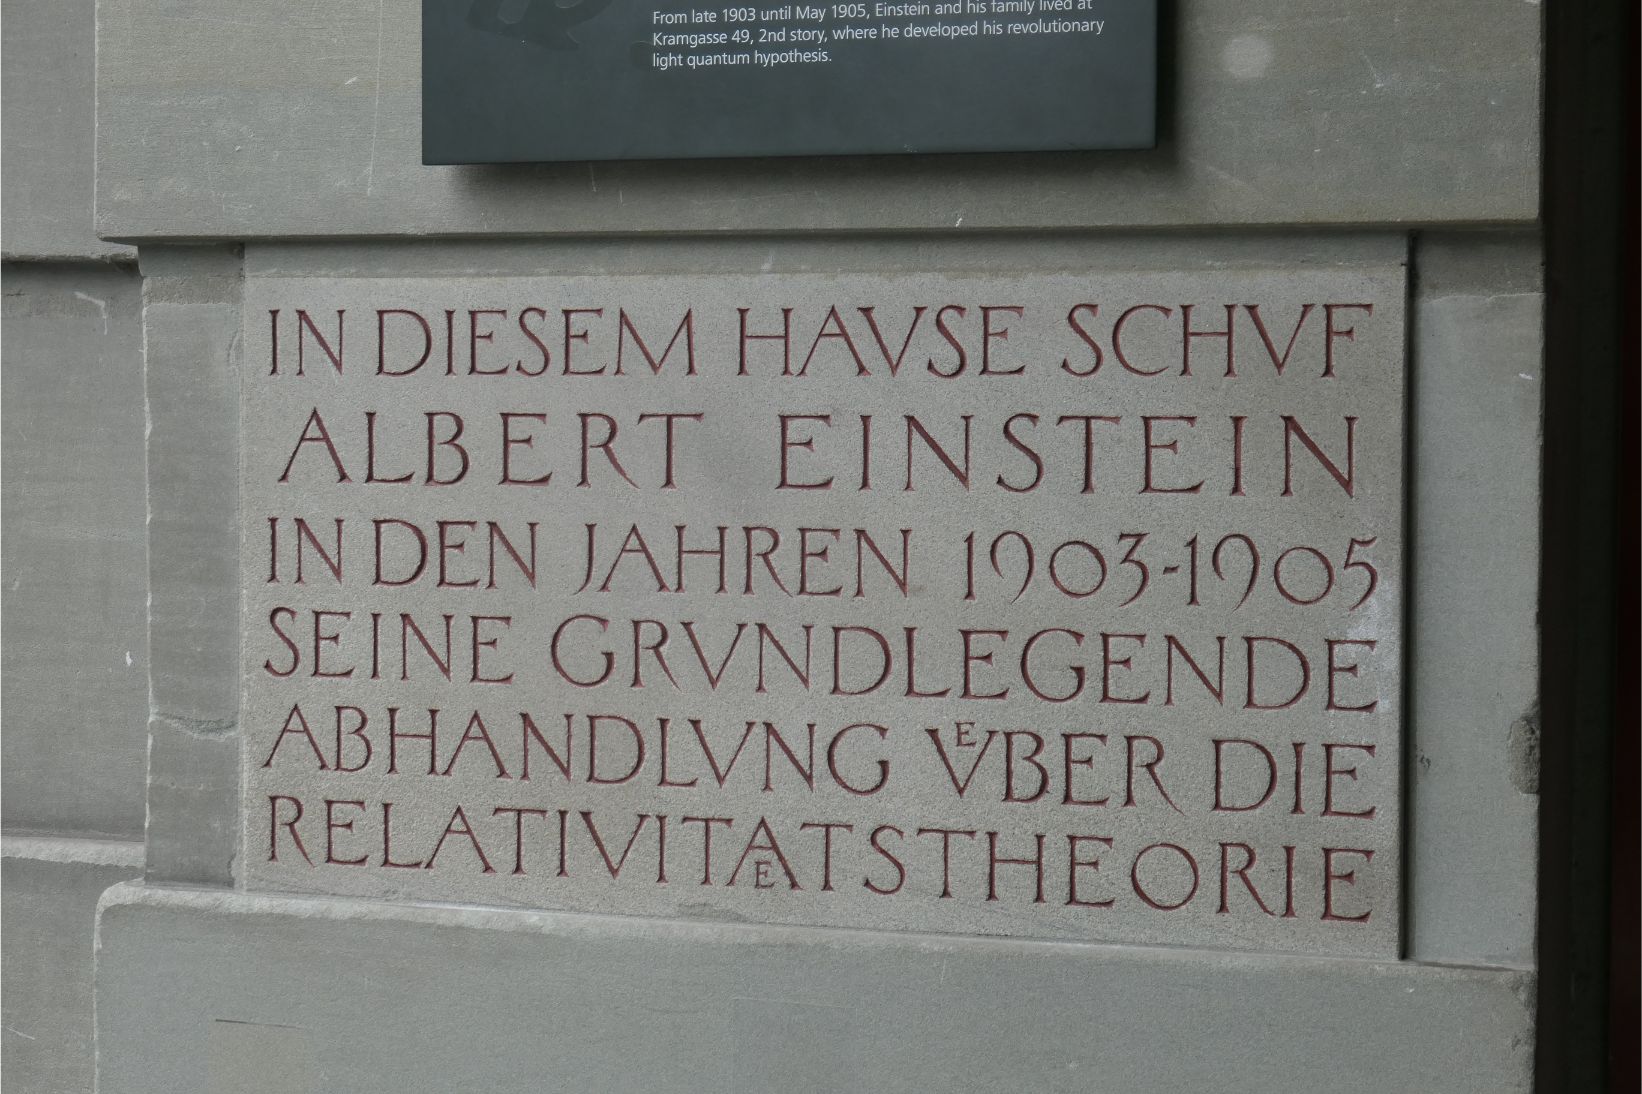 From late 1903 until May 1905, Einstein and his family lived at
Kramgasse 49, 2nd story, where he developed his revolutionary
light quantum hypothesis.
IN DIESEM HAVSE SCHVF
ALBERT EINSTEIN
IN DEN JAHREN 1903-1905
SEINE GRVNDLEGENDE
ABHANDLVNG VͤBER DIE
RELATIVITAETSTHEORIE